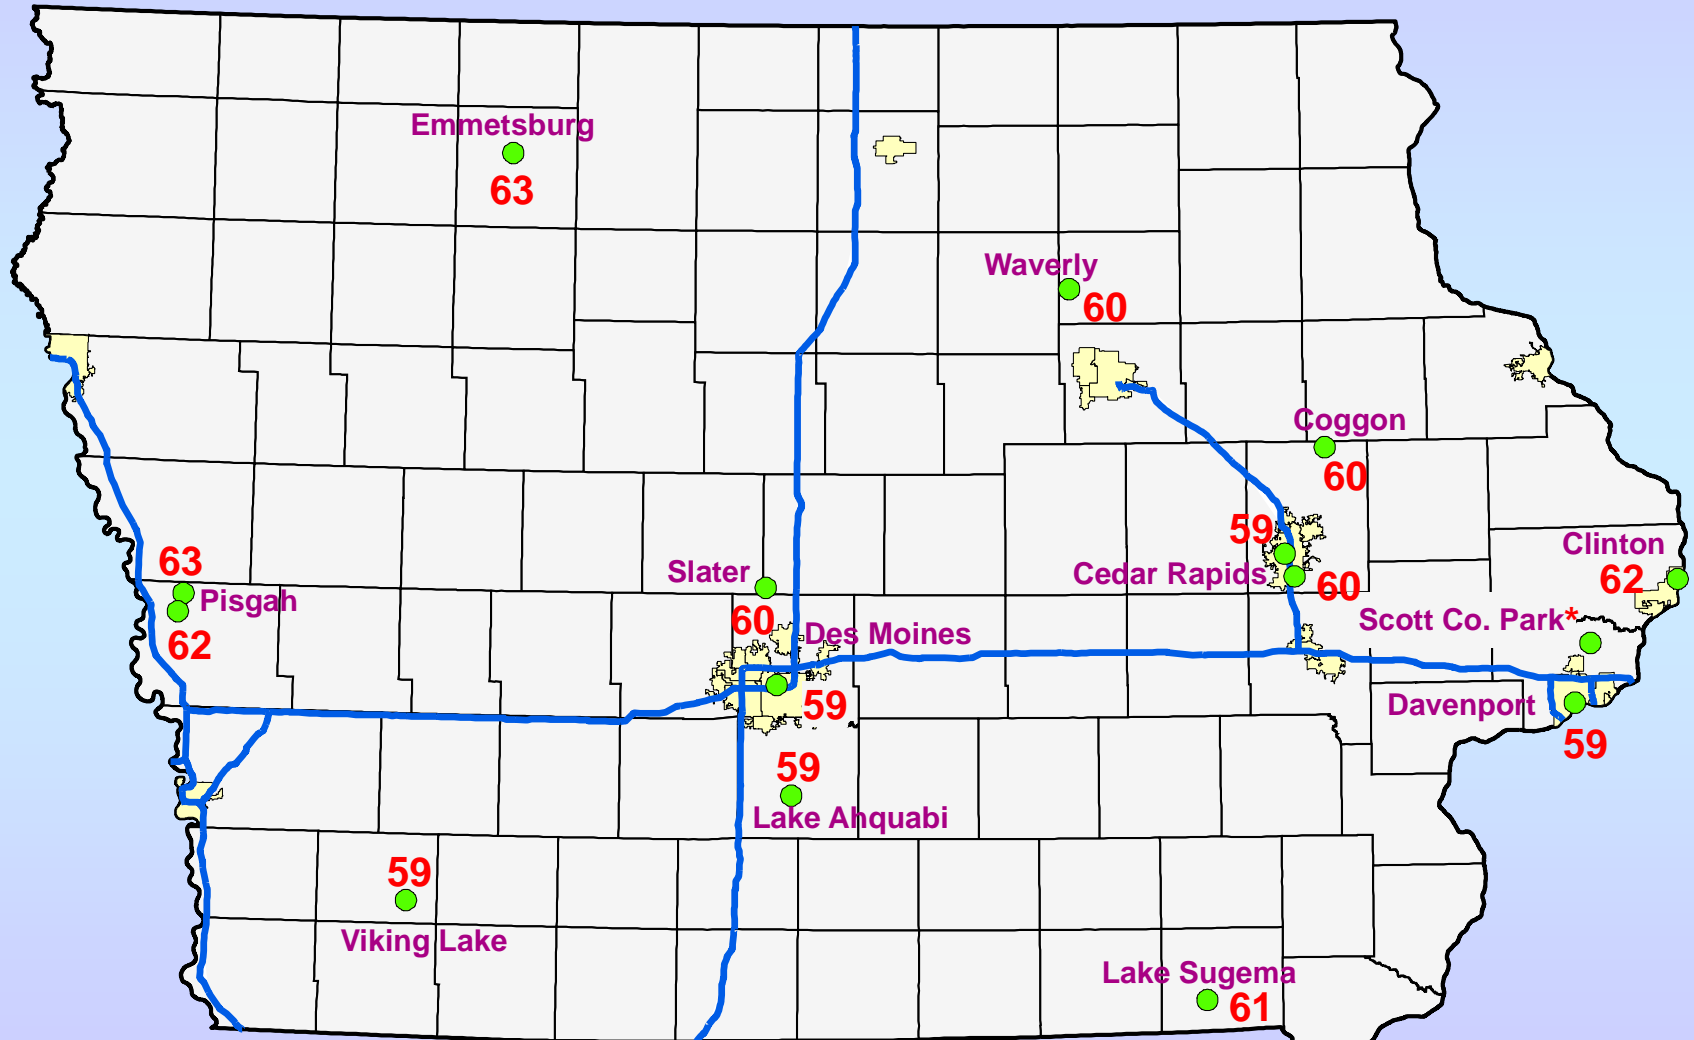 Emmetsburg
63
Waverly
60
Coggon
60
59
Cedar Rapids
60
Clinton
62
63
Pisgah
62
Slater
60
Des Moines
59
Scott Co. Park*
Davenport
59
59
Lake Ahquabi
59
Viking Lake
Lake Sugema
61